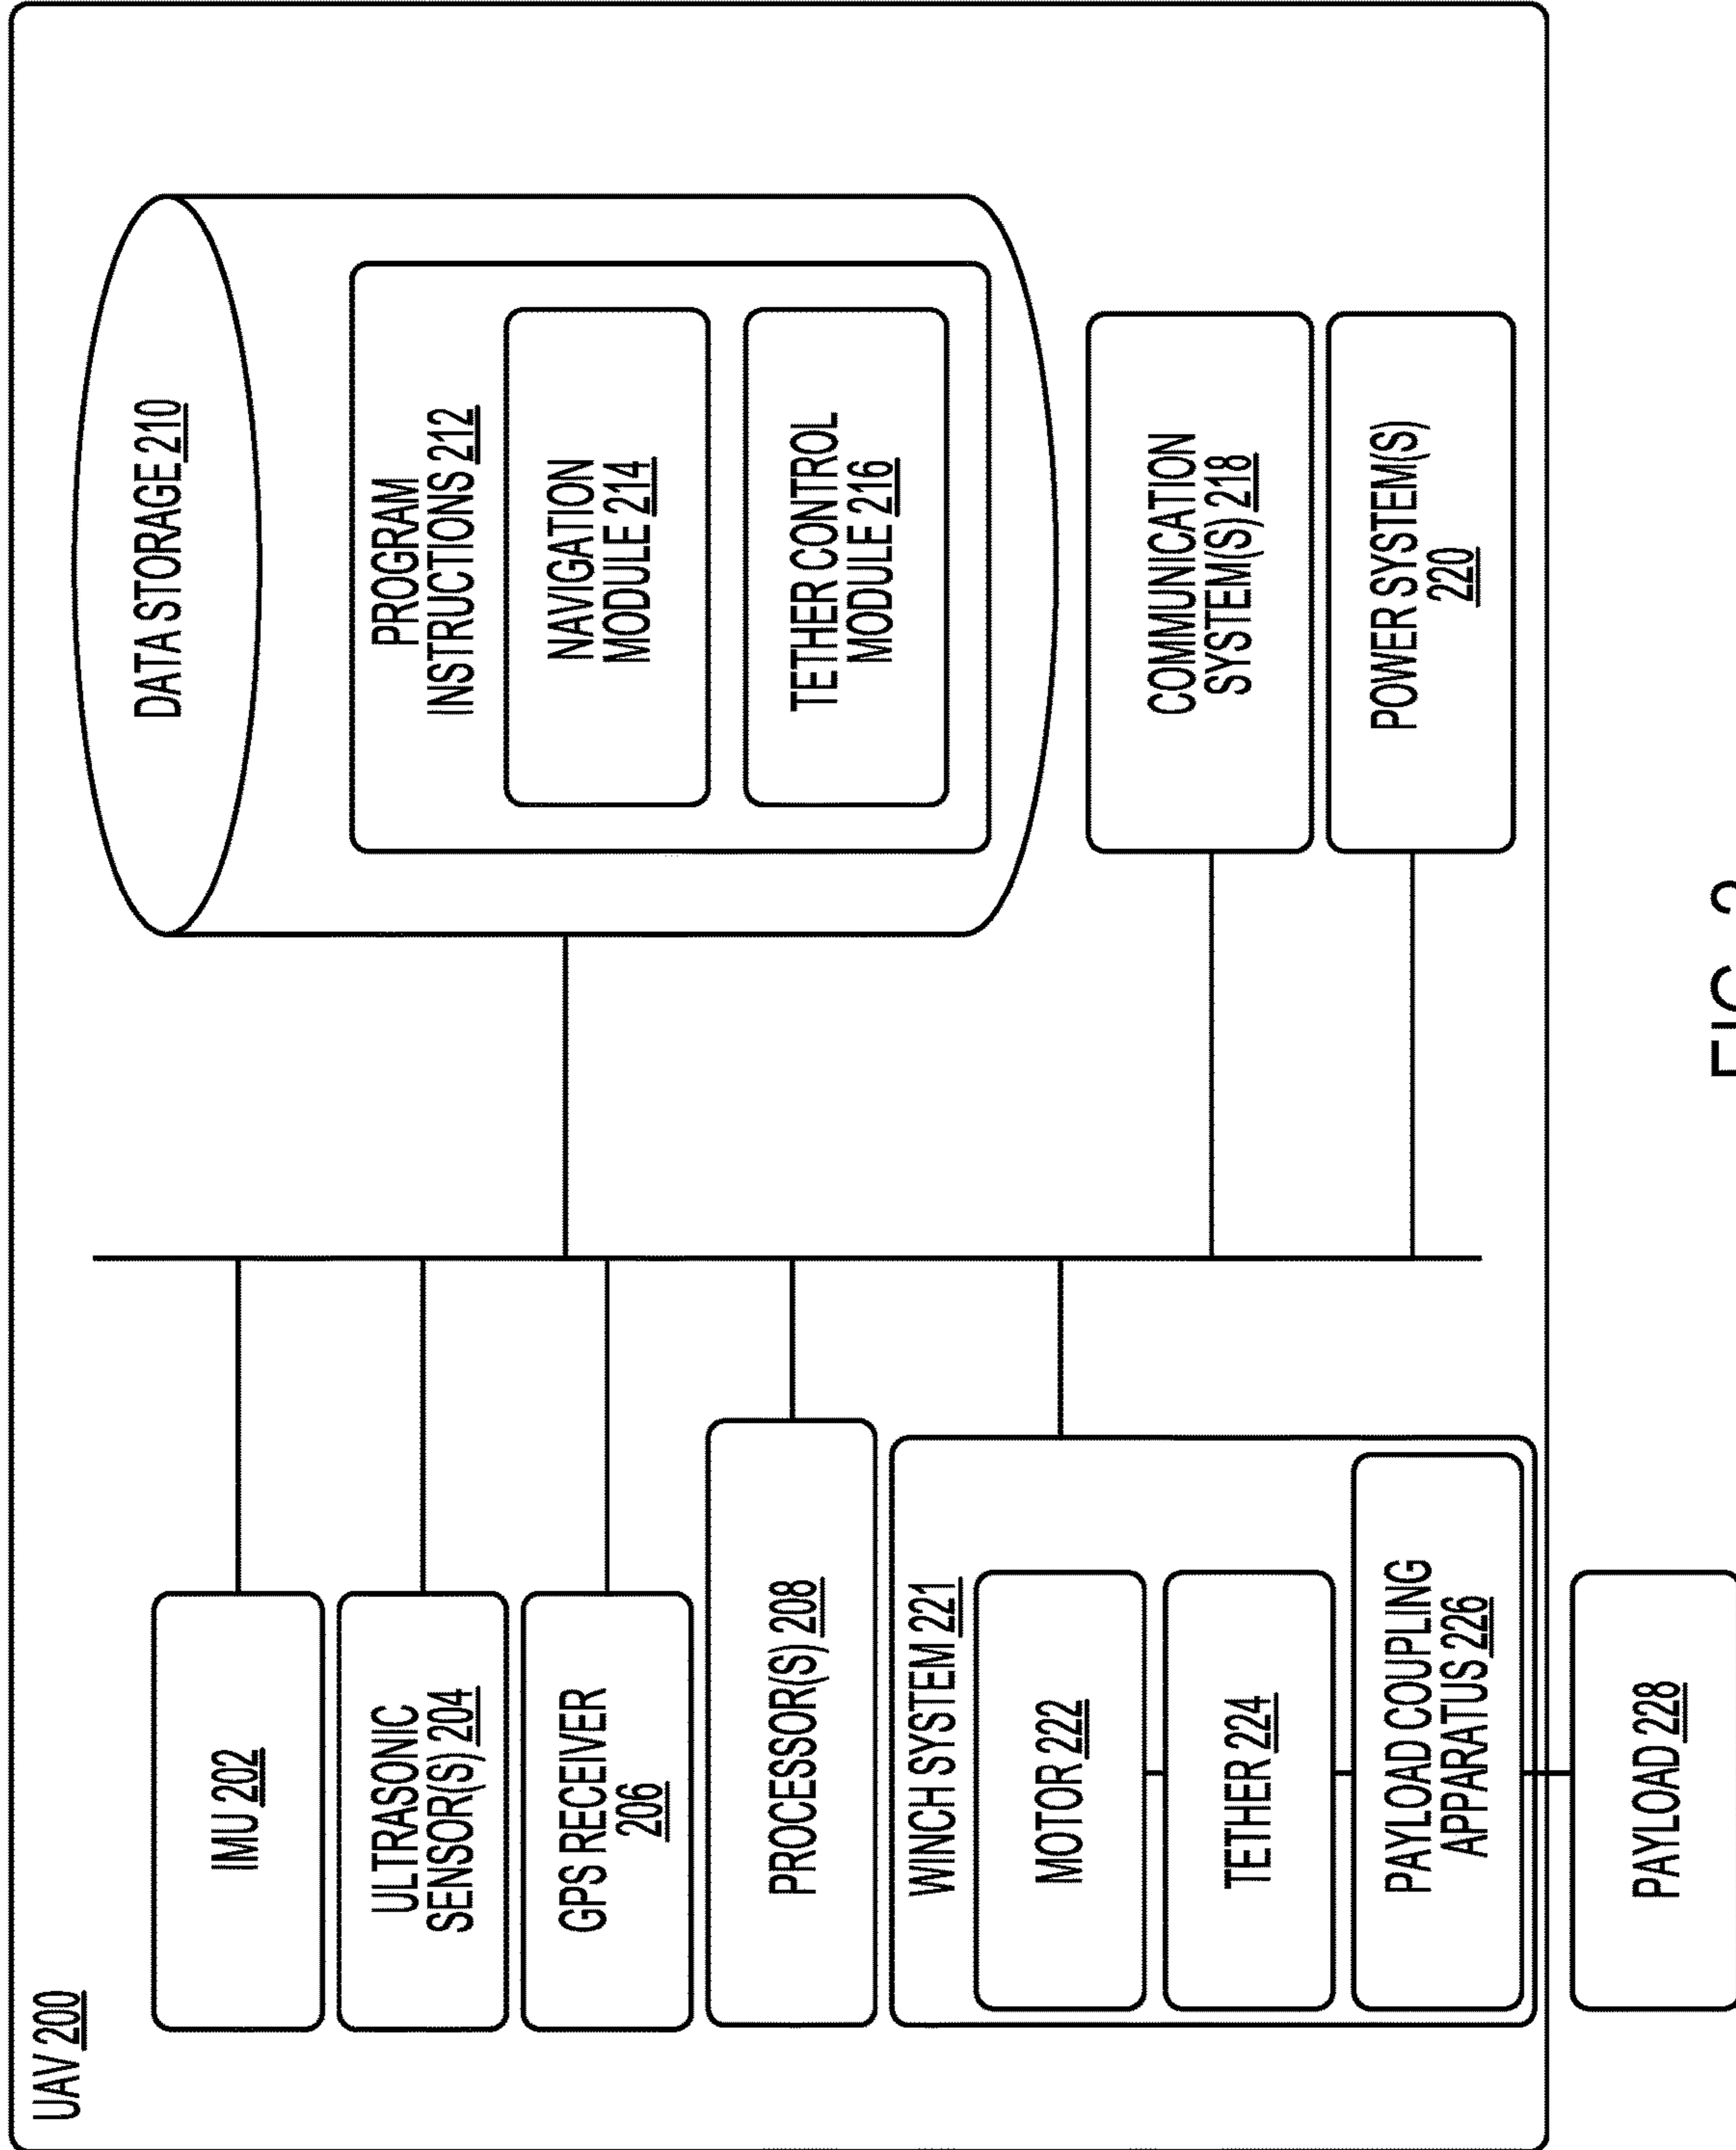 UAV 200
IMU 202
ULTRASONIC
SENSOR(S) 204
GPS RECEIVER
206
PROCESSOR(S) 208
WINCH SYSTEM 221
MOTOR 222
TETHER 224
PAYLOAD COUPLING
APPARATUS 226
PAYLOAD 228
DATA STORAGE 210
PROGRAM
INSTRUCTIONS 212
NAVIGATION
MODULE 214
TETHER CONTROL
MODULE 216
COMMUNICATION
SYSTEM(S) 218
POWER SYSTEM(S)
220